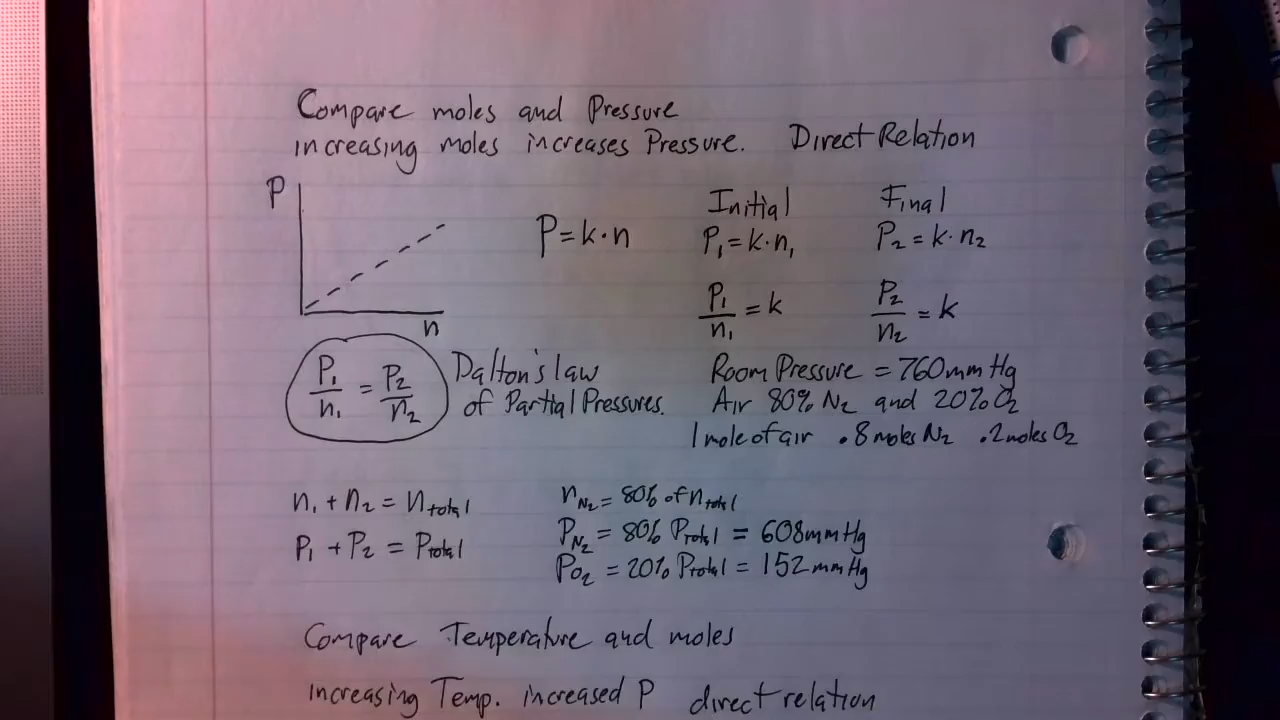 Compare moles and Pressure
increasing moles increases Pressure. Direct Relation
P
n
P=k·n
Initial Final
P₁=k·n₁ P₂=k·n₂
P₁/n₁ = k P₂/n₂ = k
P₁/n₁ = P₂/n₂
Dalton's law
of Partial Pressures.
Room Pressure = 760mm Hg
Air 80% N₂ and 20% O₂
1 mole of air .8 moles N₂ .2 moles O₂
n₁ + n₂ = n total
P₁ + P₂ = P total
n N₂ = 80% of n total
P N₂ = 80% P total = 608mm Hg
P O₂ = 20% P total = 152 mm Hg
Compare Temperature and moles
increasing Temp. increased P direct relation